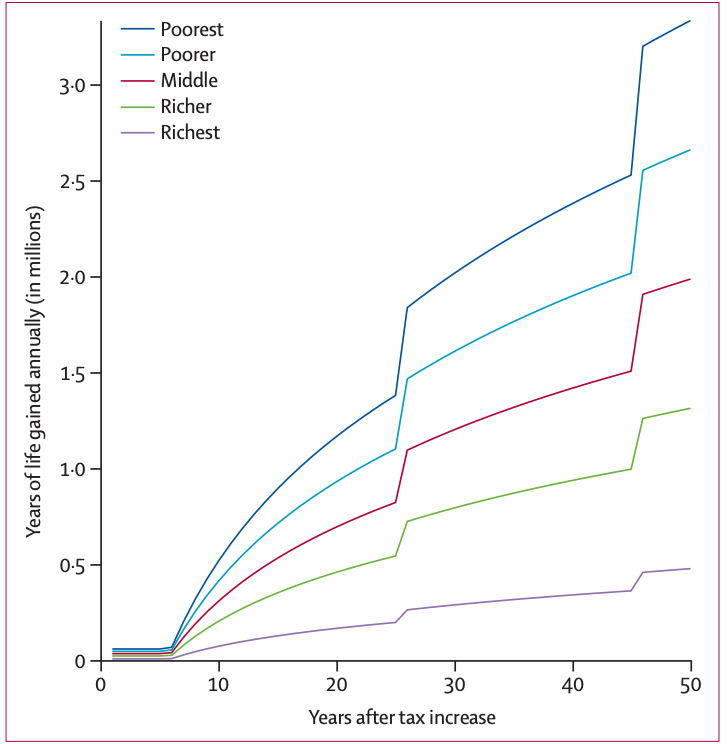 Poorest
Poorer
Middle
Richer
Richest
Years of life gained annually (in millions)
3·0
2·5
2·0
1·5
1·0
0·5
0
0 10 20 30 40 50
Years after tax increase